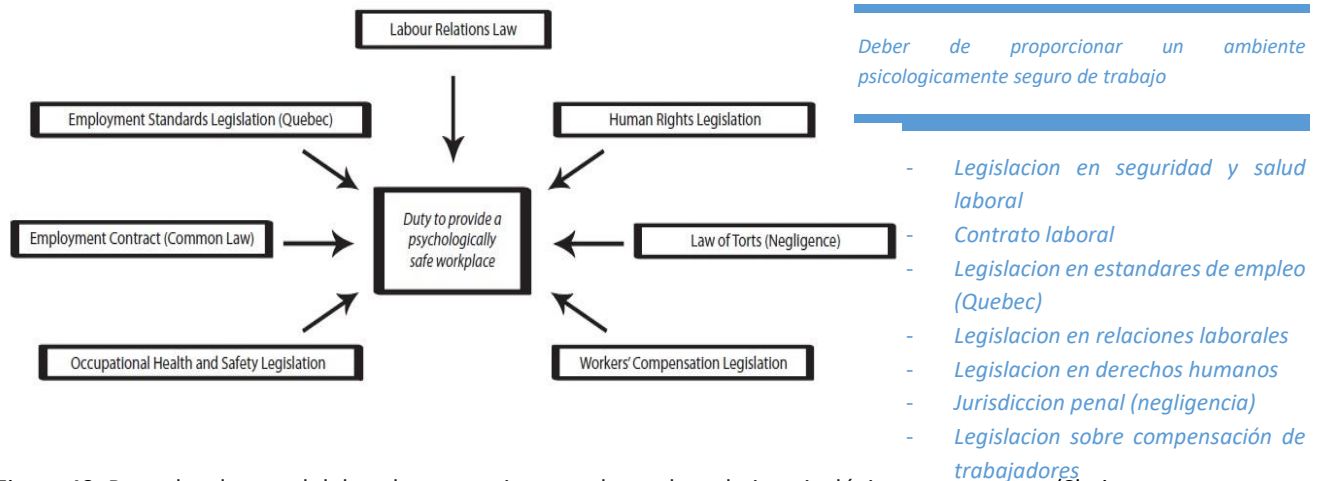 Labour Relations Law
Employment Standards Legislation (Quebec)
Human Rights Legislation
Duty to provide a
psychologically
safe workplace
Employment Contract (Common Law)
Law of Torts (Negligence)
Occupational Health and Safety Legislation
Workers' Compensation Legislation
Deber de proporcionar un ambiente
psicologicamente seguro de trabajo
- Legislacion en seguridad y salud
laboral
- Contrato laboral
- Legislacion en estandares de empleo
(Quebec)
- Legislacion en relaciones laborales
- Legislacion en derechos humanos
- Jurisdiccion penal (negligencia)
- Legislacion sobre compensación de
trabajadores